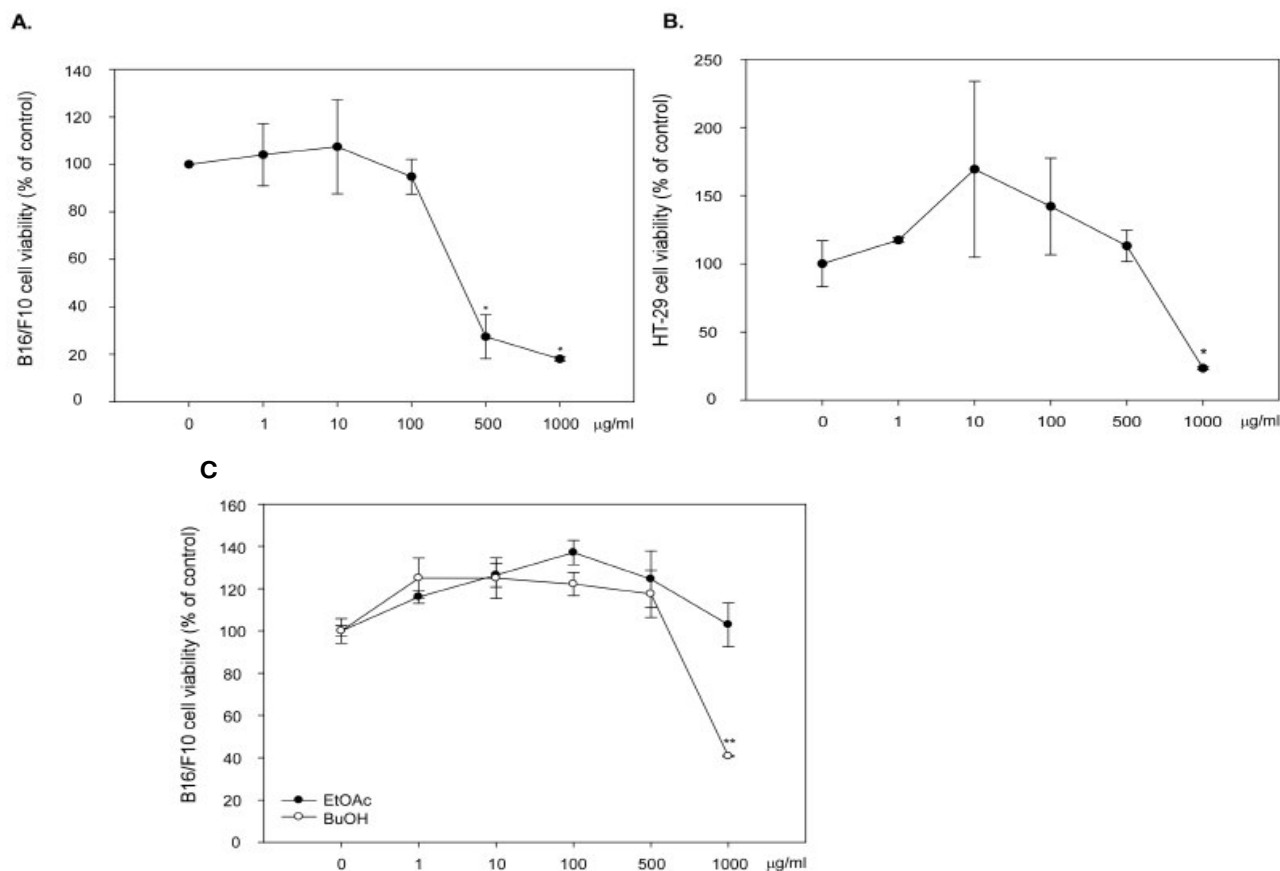 A.
B16/F10 cell viability (% of control)
140
120
100
80
60
40
20
0
*
*
0 1 10 100 500 1000 μg/ml
B.
HT-29 cell viability (% of control)
250
200
150
100
50
0
*
0 1 10 100 500 1000 μg/ml
C
B16/F10 cell viability (% of control)
160
140
120
100
80
60
40
20
0
**
EtOAc
BuOH
0 1 10 100 500 1000 μg/ml